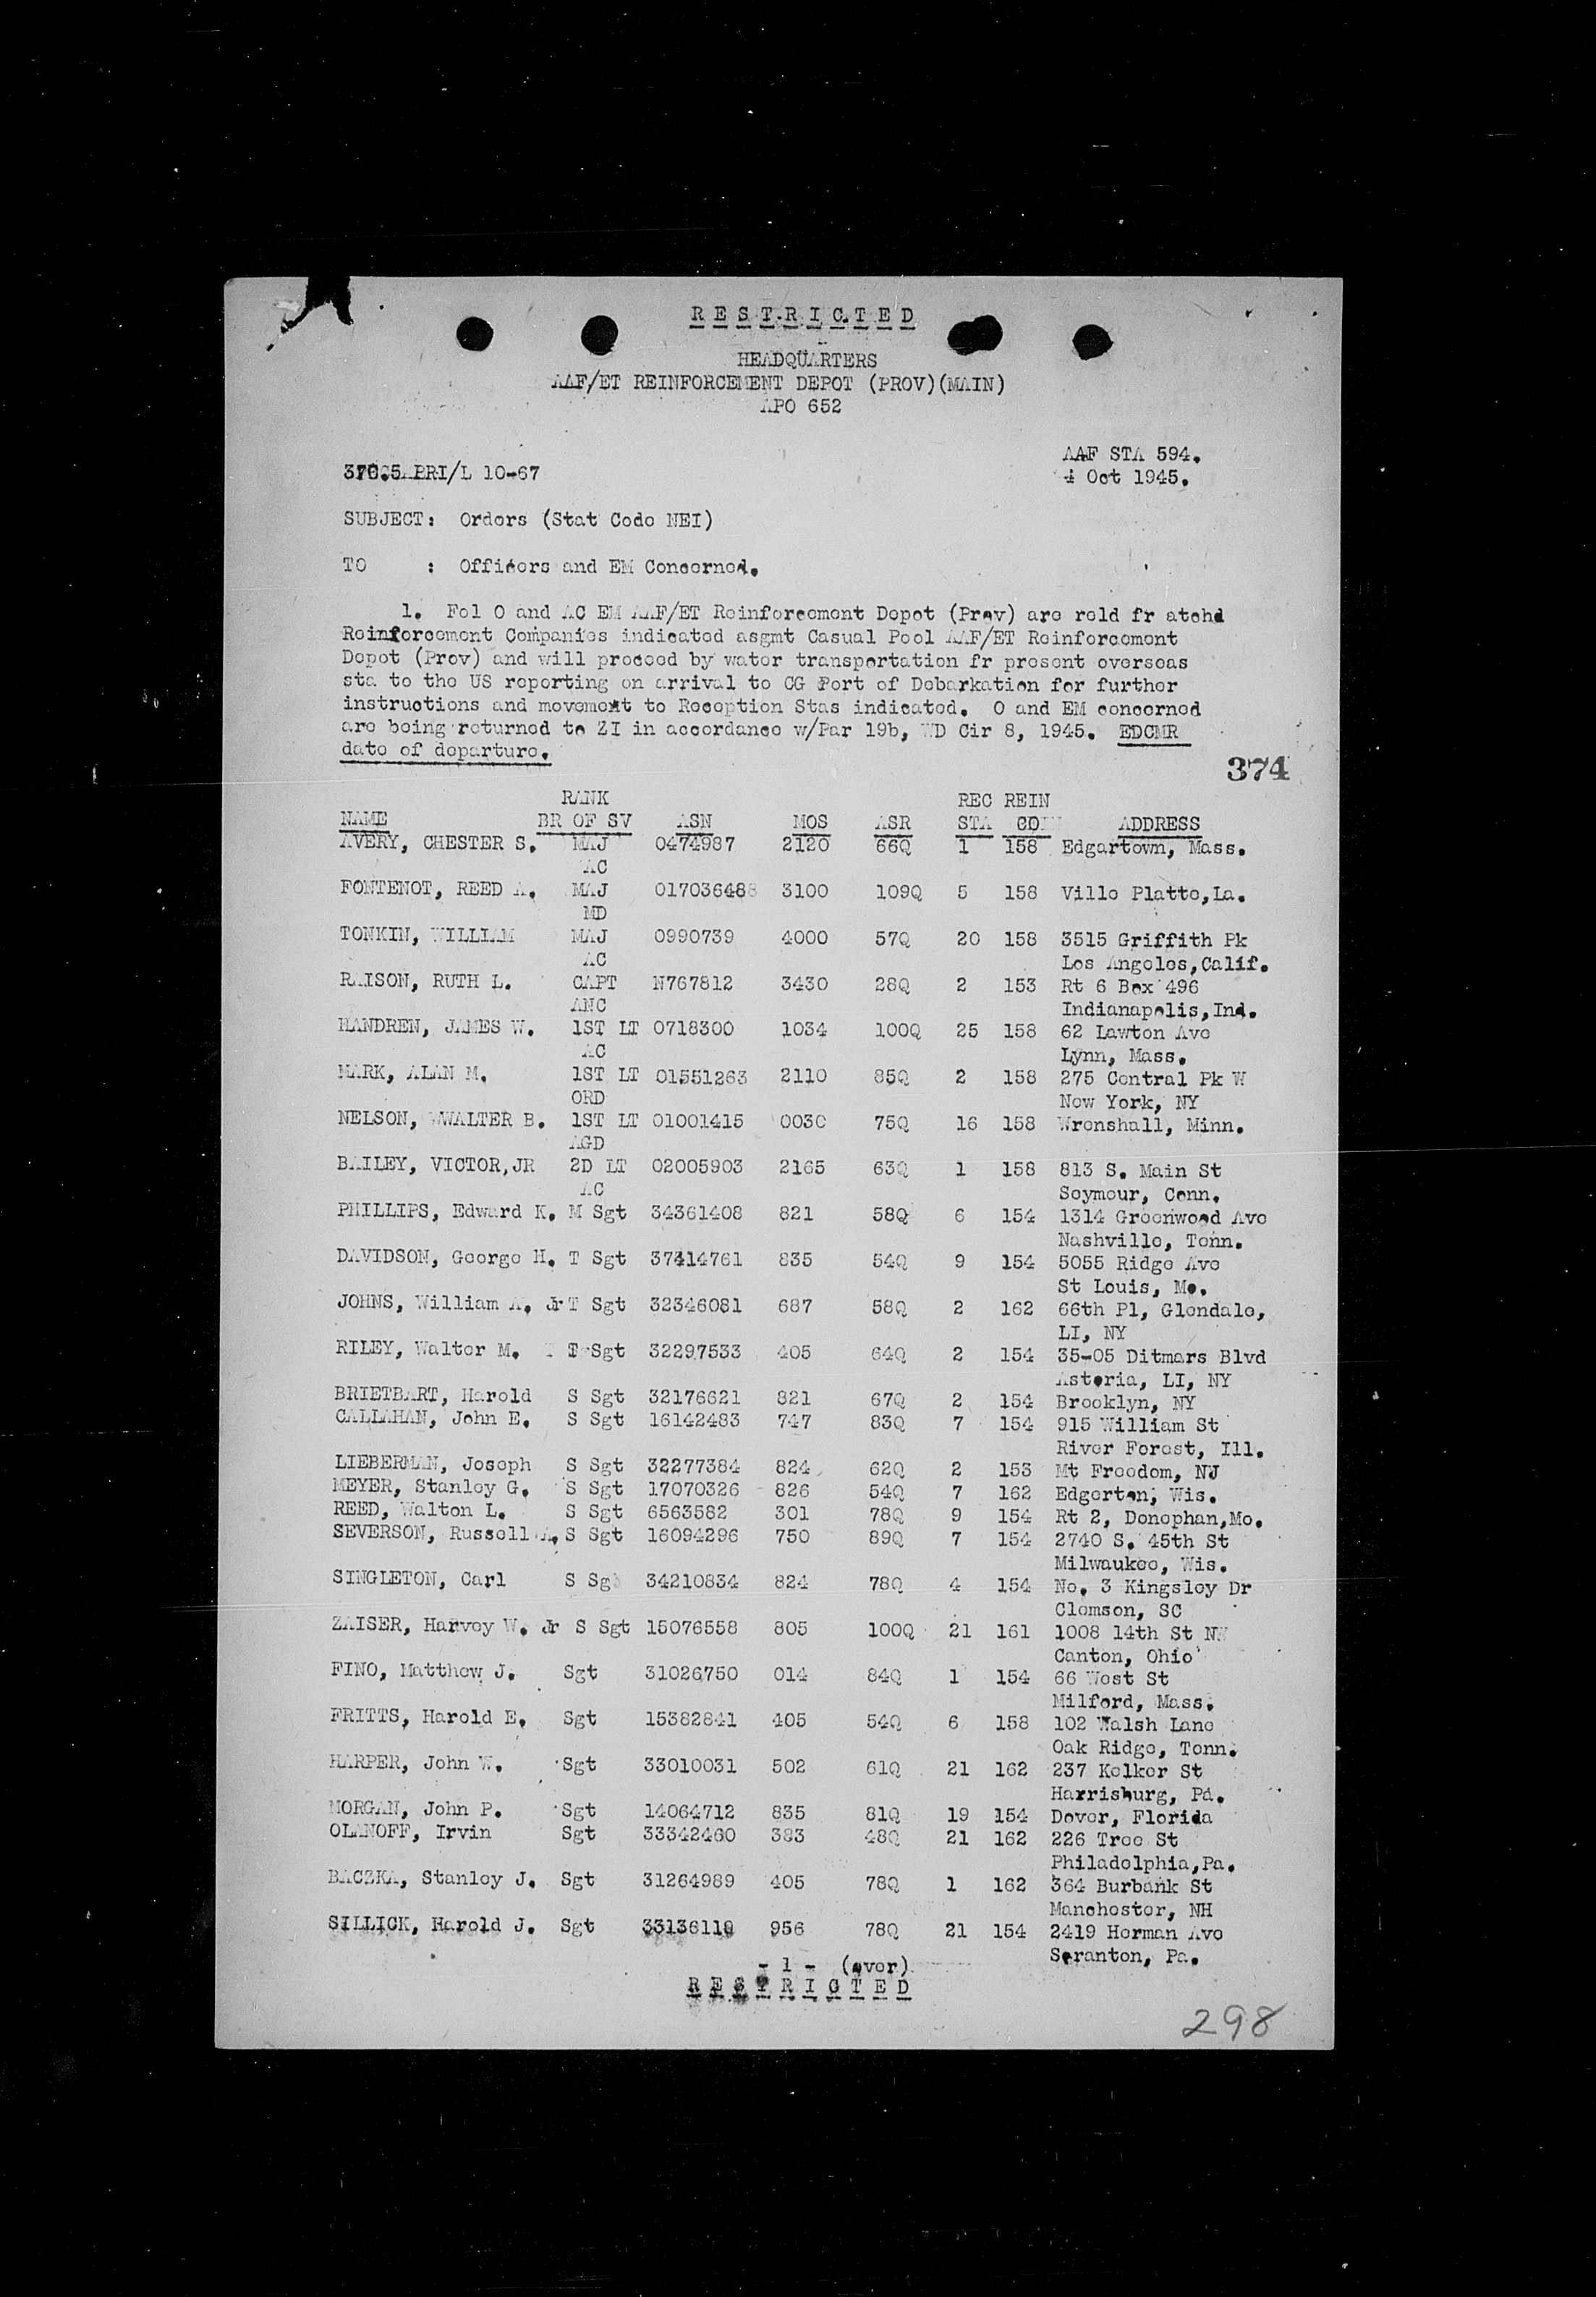 R E S T R I C T E D
HEADQUARTERS
AAF/ET REINFORCEMENT DEPOT (PROV)(MAIN)
APO 652
AAF STA 594.
370.5 PRI/L 10-67
4 Oct 1945.
SUBJECT: Orders (Stat Code NEI)
TO : Officers and EM Concerned.
1. Fol O and AC EM AAF/ET Reinforcement Depot (Prov) are reld fr atchd
Reinforcement Companies indicated asgmt Casual Pool AAF/ET Reinforcement
Depot (Prov) and will proceed by water transportation fr present overseas
sta to the US reporting on arrival to CG Port of Debarkation for further
instructions and movement to Reception Stas indicated. O and EM concerned
are being returned to ZI in accordance w/Par 19b, WD Cir 8, 1945. EDCMR
date of departure.
374
RANK REC REIN
NAME BR OF SV ASN MOS ASR STA CO ADDRESS
AVERY, CHESTER S. MAJ 0474987 2120 66Q 1 158 Edgartown, Mass.
AC
FONTENOT, REED A. MAJ 01703648 3100 109Q 5 158 Ville Platte,La.
MD
TONKIN, WILLIAM MAJ 0990739 4000 57Q 20 158 3515 Griffith Pk
AC Los Angeles,Calif.
RAISON, RUTH L. CAPT N767812 3430 28Q 2 153 Rt 6 Box 496
ANC Indianapolis,Ind.
MANDREN, JAMES W. 1ST LT 0718300 1034 100Q 25 158 62 Lawton Ave
AC Lynn, Mass.
MARK, ALAN M. 1ST LT 01551263 2110 85Q 2 158 275 Central Pk W
ORD New York, NY
NELSON, WWALTER B. 1ST LT 01001415 0030 75Q 16 158 Wrenshall, Minn.
AGD
BAILEY, VICTOR,JR 2D LT 02005903 2165 63Q 1 158 813 S. Main St
AC Seymour, Conn.
PHILLIPS, Edward K. M Sgt 34361408 821 58Q 6 154 1314 Greenwood Ave
Nashville, Tenn.
DAVIDSON, George H. T Sgt 37414761 835 54Q 9 154 5055 Ridge Ave
St Louis, Mo.
JOHNS, William A. Jr T Sgt 32346081 687 58Q 2 162 66th Pl, Glendale,
LI, NY
RILEY, Walter M. T Sgt 32297533 405 64Q 2 154 35-05 Ditmars Blvd
Astoria, LI, NY
BRIETBART, Harold S Sgt 32176621 821 67Q 2 154 Brooklyn, NY
CALLAHAN, John E. S Sgt 16142483 747 83Q 7 154 915 William St
River Forest, Ill.
LIEBERMAN, Joseph S Sgt 32277384 824 62Q 2 153 Mt Freedom, NJ
MEYER, Stanley G. S Sgt 17070326 826 54Q 7 162 Edgerton, Wis.
REED, Walton L. S Sgt 6563582 301 78Q 9 154 Rt 2, Donephan,Mo.
SEVERSON, Russell A. S Sgt 16094296 750 89Q 7 154 2740 S. 45th St
Milwaukee, Wis.
SINGLETON, Carl S Sgt 34210834 824 78Q 4 154 No. 3 Kingsley Dr
Clemson, SC
ZAISER, Harvey W. Jr S Sgt 15076558 805 100Q 21 161 1008 14th St NW
Canton, Ohio
FINO, Matthew J. Sgt 31026750 014 84Q 1 154 66 West St
Milford, Mass.
FRITTS, Harold E. Sgt 15382841 405 54Q 6 158 102 Walsh Lane
Oak Ridge, Tenn.
HARPER, John W. Sgt 33010031 502 61Q 21 162 237 Kelker St
Harrisburg, Pa.
MORGAN, John P. Sgt 14064712 835 81Q 19 154 Dover, Florida
OLANOFF, Irvin Sgt 33342460 383 48Q 21 162 226 Tree St
Philadelphia,Pa.
BACZKA, Stanley J. Sgt 31264989 405 78Q 1 162 364 Burbank St
Manchester, NH
SILLICK, Harold J. Sgt 33136118 956 78Q 21 154 2419 Herman Ave
Scranton, Pa.
- 1 - (over)
R E S T R I C T E D
298